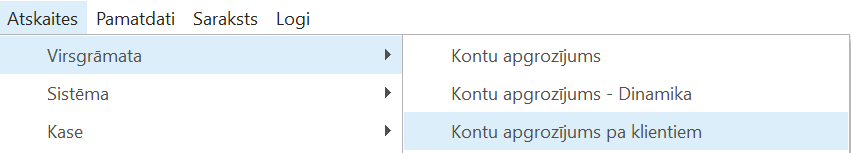 Atskaites Pamatdati Saraksts Logi
Virsgrāmata
Sistēma
Kase
Kontu apgrozījums
Kontu apgrozījums - Dinamika
Kontu apgrozījums pa klientiem